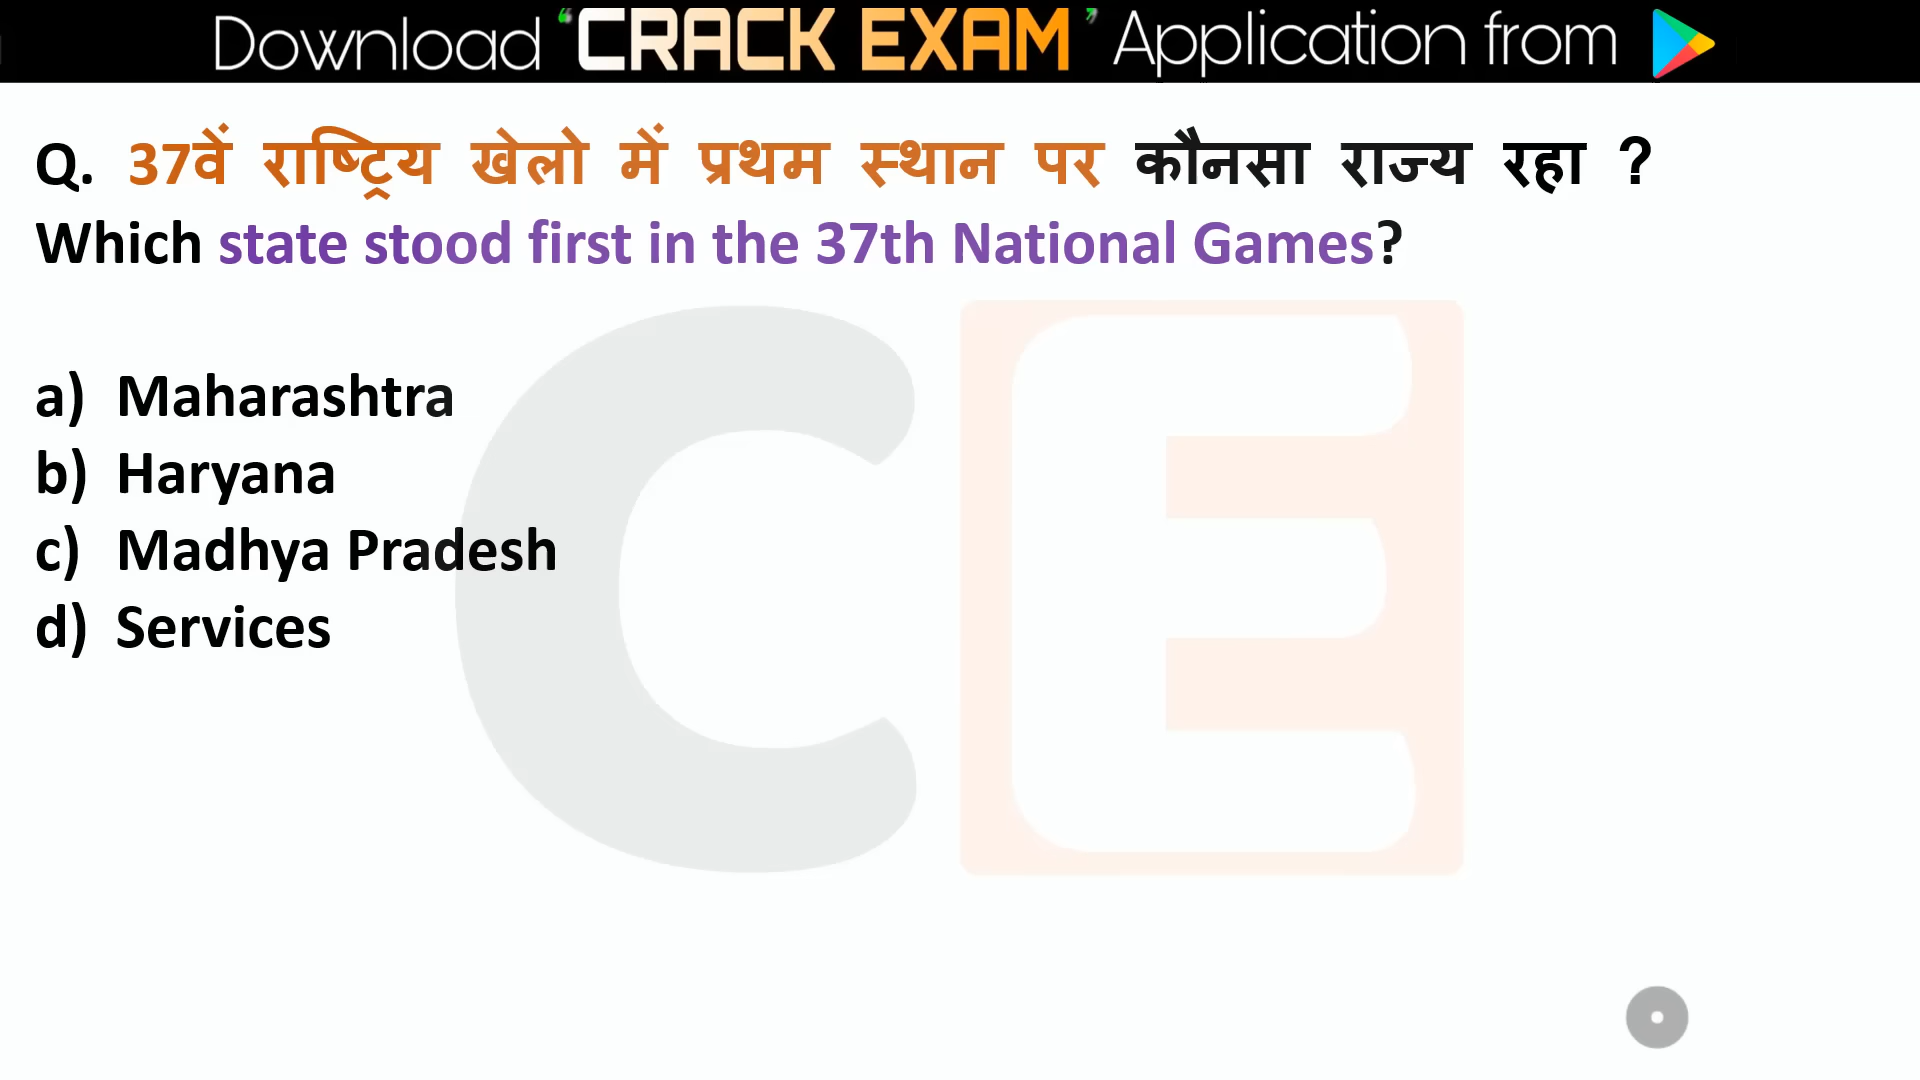 Download ‘CRACK EXAM’ Application from
Q. 37वें राष्ट्रिय खेलो में प्रथम स्थान पर कौनसा राज्य रहा ?
Which state stood first in the 37th National Games?
a) Maharashtra
b) Haryana
c) Madhya Pradesh
d) Services
CE